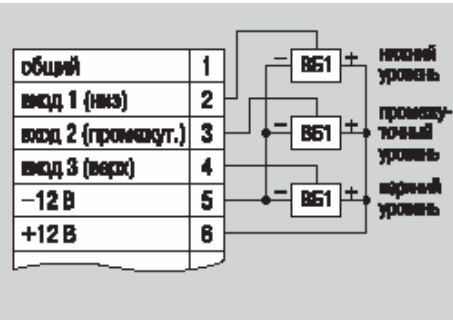 общий 1
вход 1 (низ) 2
вход 2 (промежут.) 3
вход 3 (верх) 4
–12 В 5
+12 В 6
– ВБ1 +
нижний
уровень
– ВБ1 +
промежу-
точный
уровень
– ВБ1 +
верхний
уровень